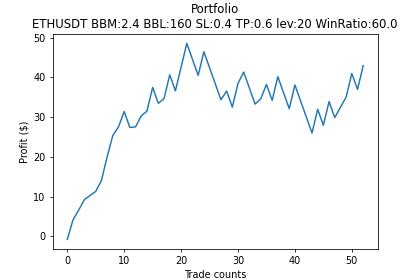 Portfolio
ETHUSDT BBM:2.4 BBL:160 SL:0.4 TP:0.6 lev:20 WinRatio:60.0
50
40
30
20
10
0
Profit ($)
0 10 20 30 40 50
Trade counts